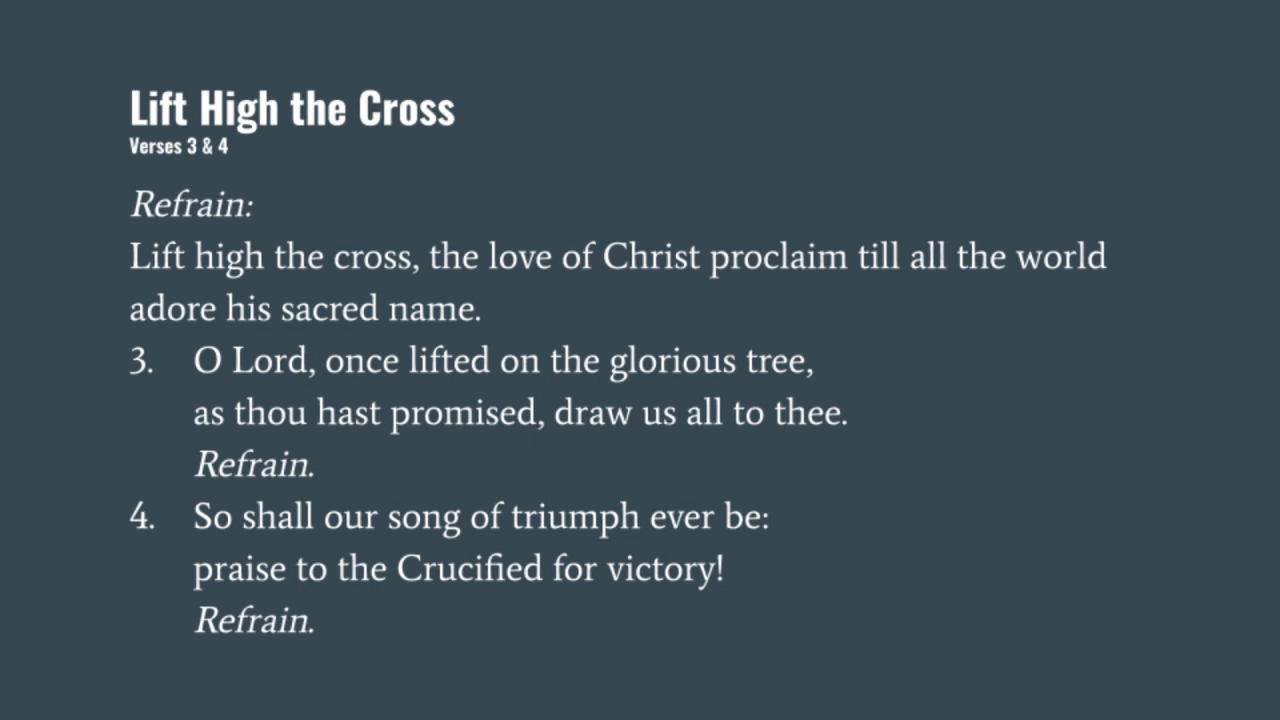 Lift High the Cross
Verses 3 & 4
Refrain:
Lift high the cross, the love of Christ proclaim till all the world
adore his sacred name.
3. O Lord, once lifted on the glorious tree,
as thou hast promised, draw us all to thee.
Refrain.
4. So shall our song of triumph ever be:
praise to the Crucified for victory!
Refrain.